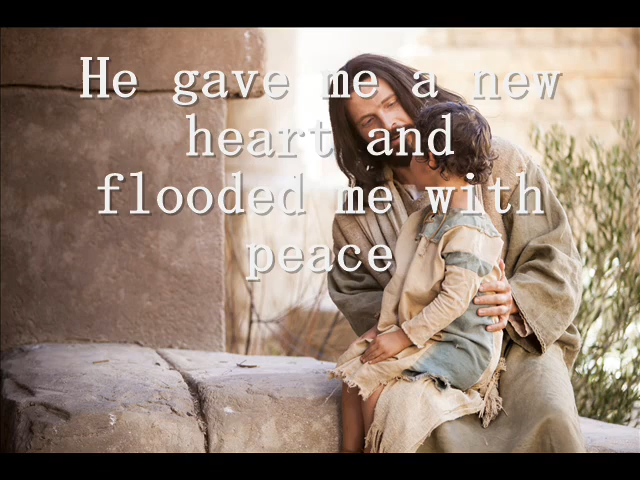 He gave me a new
heart and
flooded me with
peace